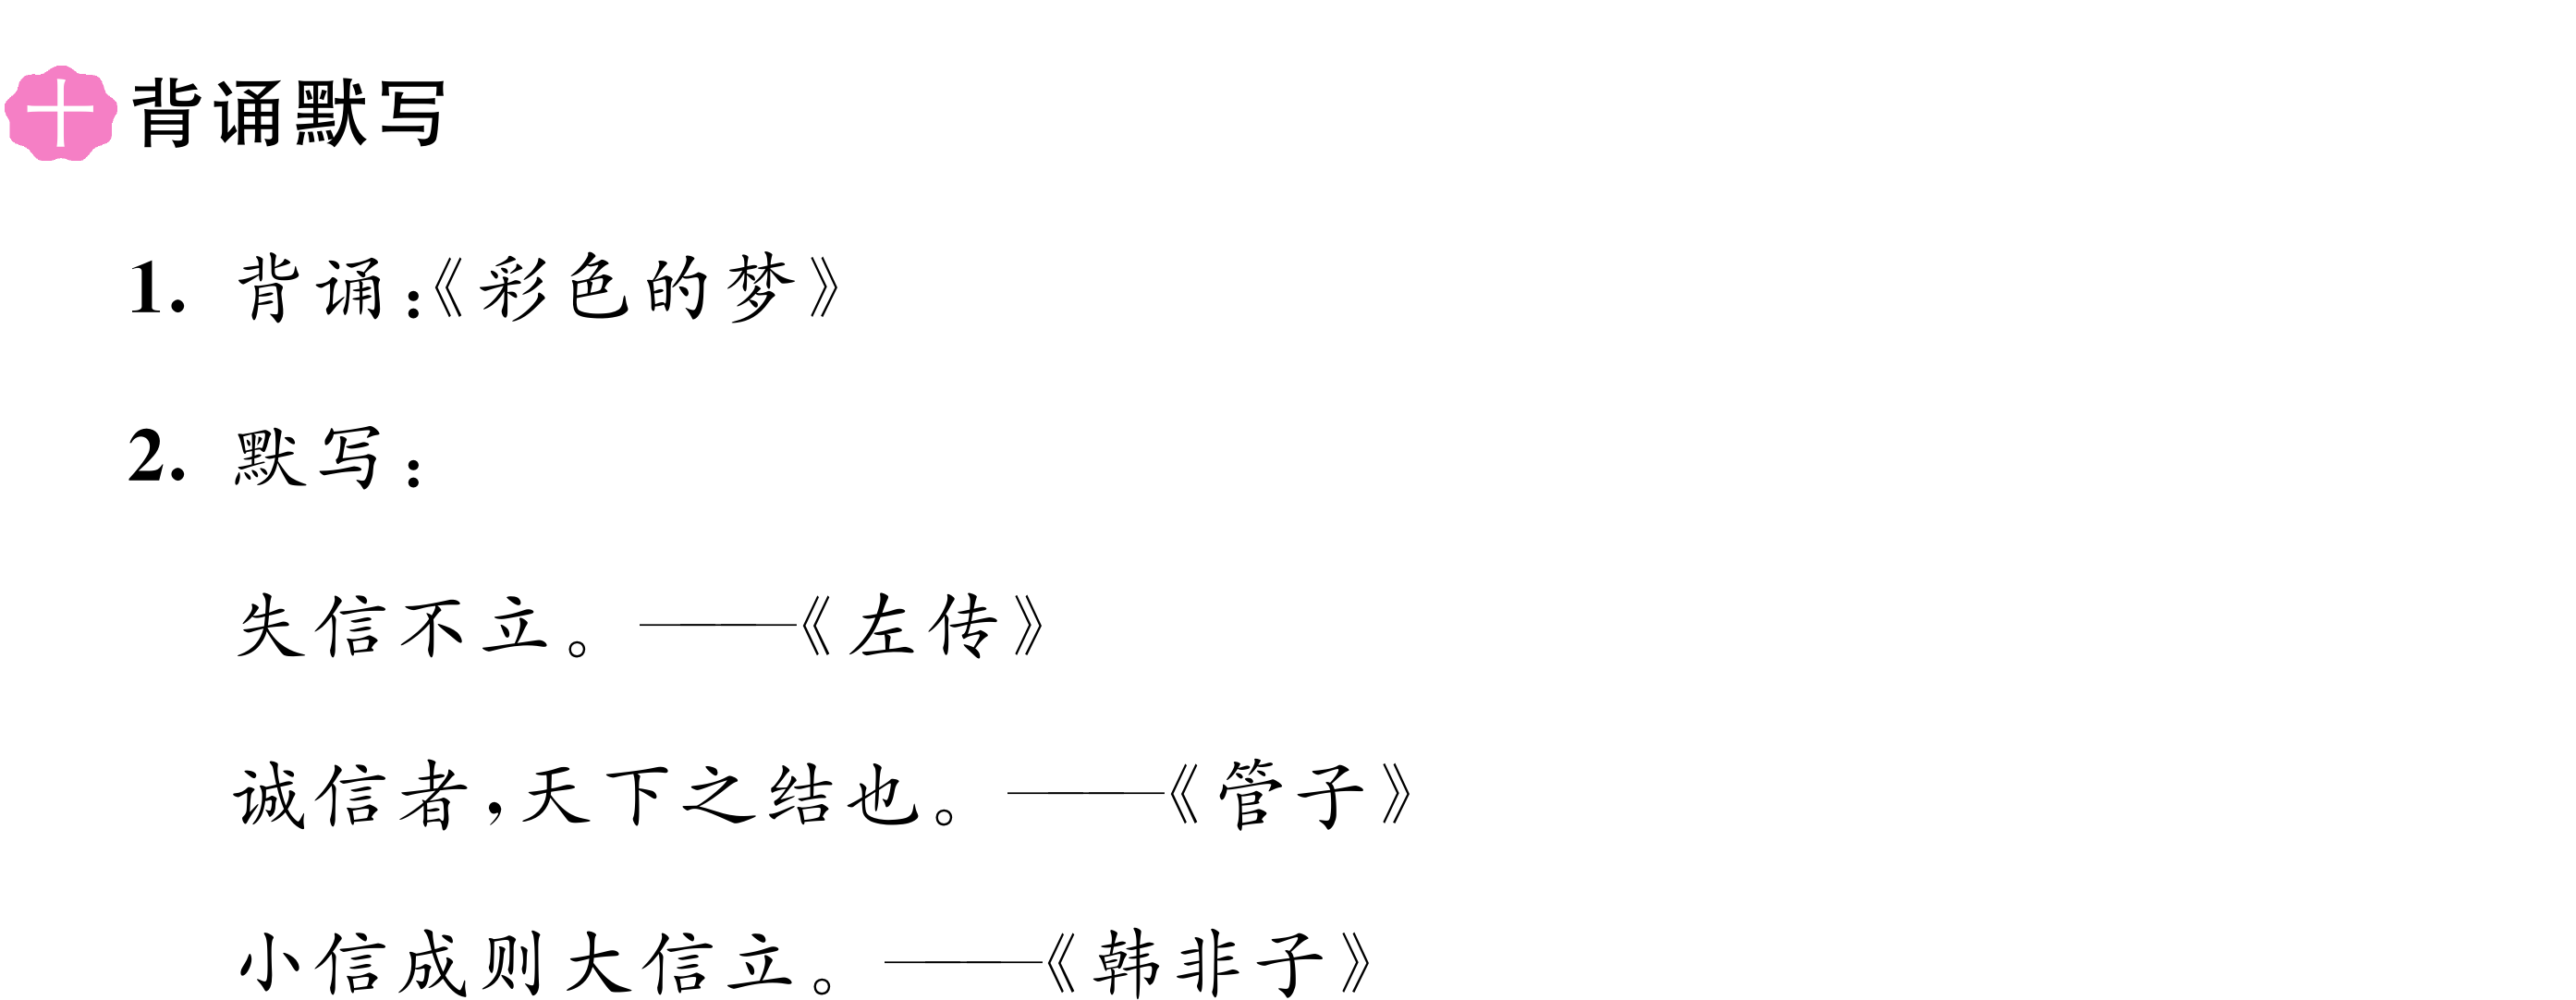 十 背诵默写
1. 背诵:《彩色的梦》
2. 默写:
失信不立。——《左传》
诚信者,天下之结也。——《管子》
小信成则大信立。——《韩非子》